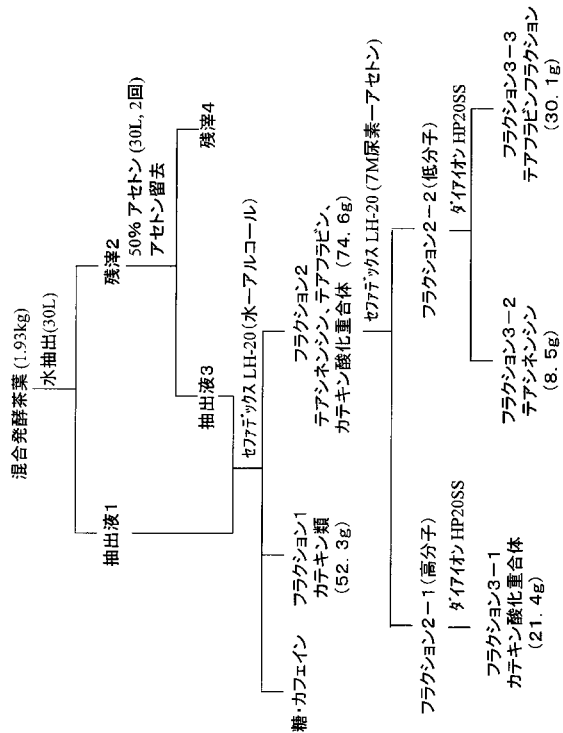 混合発酵茶葉 (1.93kg)
水抽出(30L)
抽出液1
残滓2
50% アセトン (30L, 2回)
アセトン留去
抽出液3
残滓4
セファデックス LH-20 (水ーアルコール)
糖・カフェイン
フラクション1
カテキン類
(52. 3g)
フラクション2
テアシネンシン、テアフラビン、
カテキン酸化重合体 (74. 6g)
セファデックス LH-20 (7M尿素ーアセトン)
フラクション2-1 (高分子)
フラクション2-2 (低分子)
ダイアイオン HP20SS
ダイアイオン HP20SS
フラクション3-1
カテキン酸化重合体
(21. 4g)
フラクション3-2
テアシネンシン
(8. 5g)
フラクション3-3
テアフラビンフラクション
(30. 1g)